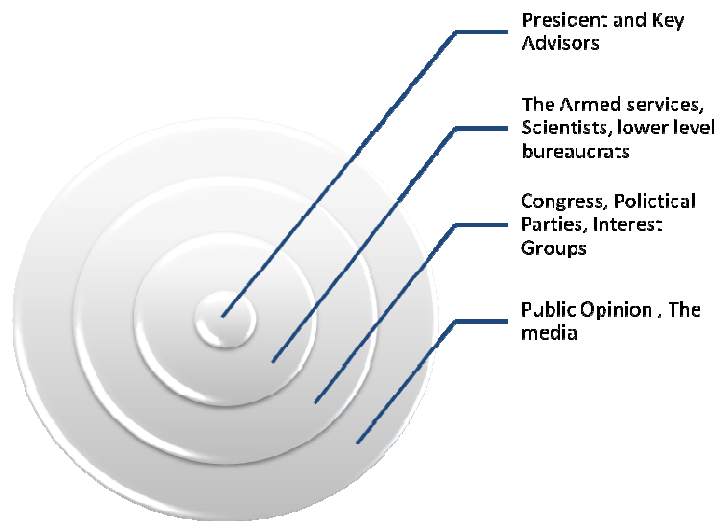 President and Key
Advisors
The Armed services,
Scientists, lower level
bureaucrats
Congress, Polictical
Parties, Interest
Groups
Public Opinion , The
media